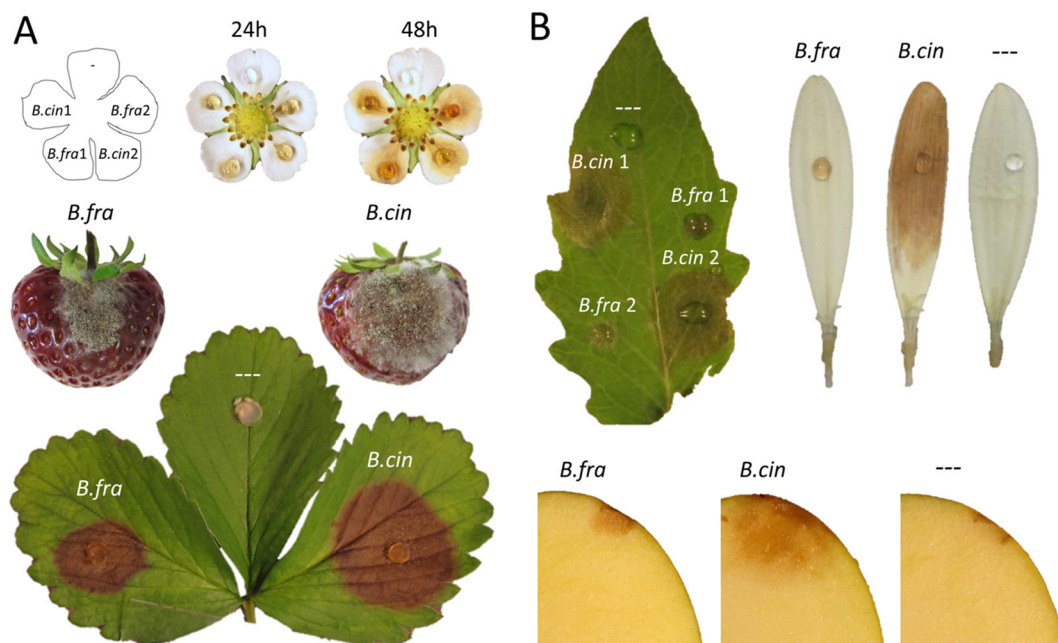 A
24h
48h
-
B.cin1
B.fra2
B.fra1
B.cin2
B.fra
B.cin
---
B.fra
B.cin
B
B.fra
B.cin
---
---
B.cin 1
B.fra 1
B.cin 2
B.fra 2
B.fra
B.cin
---